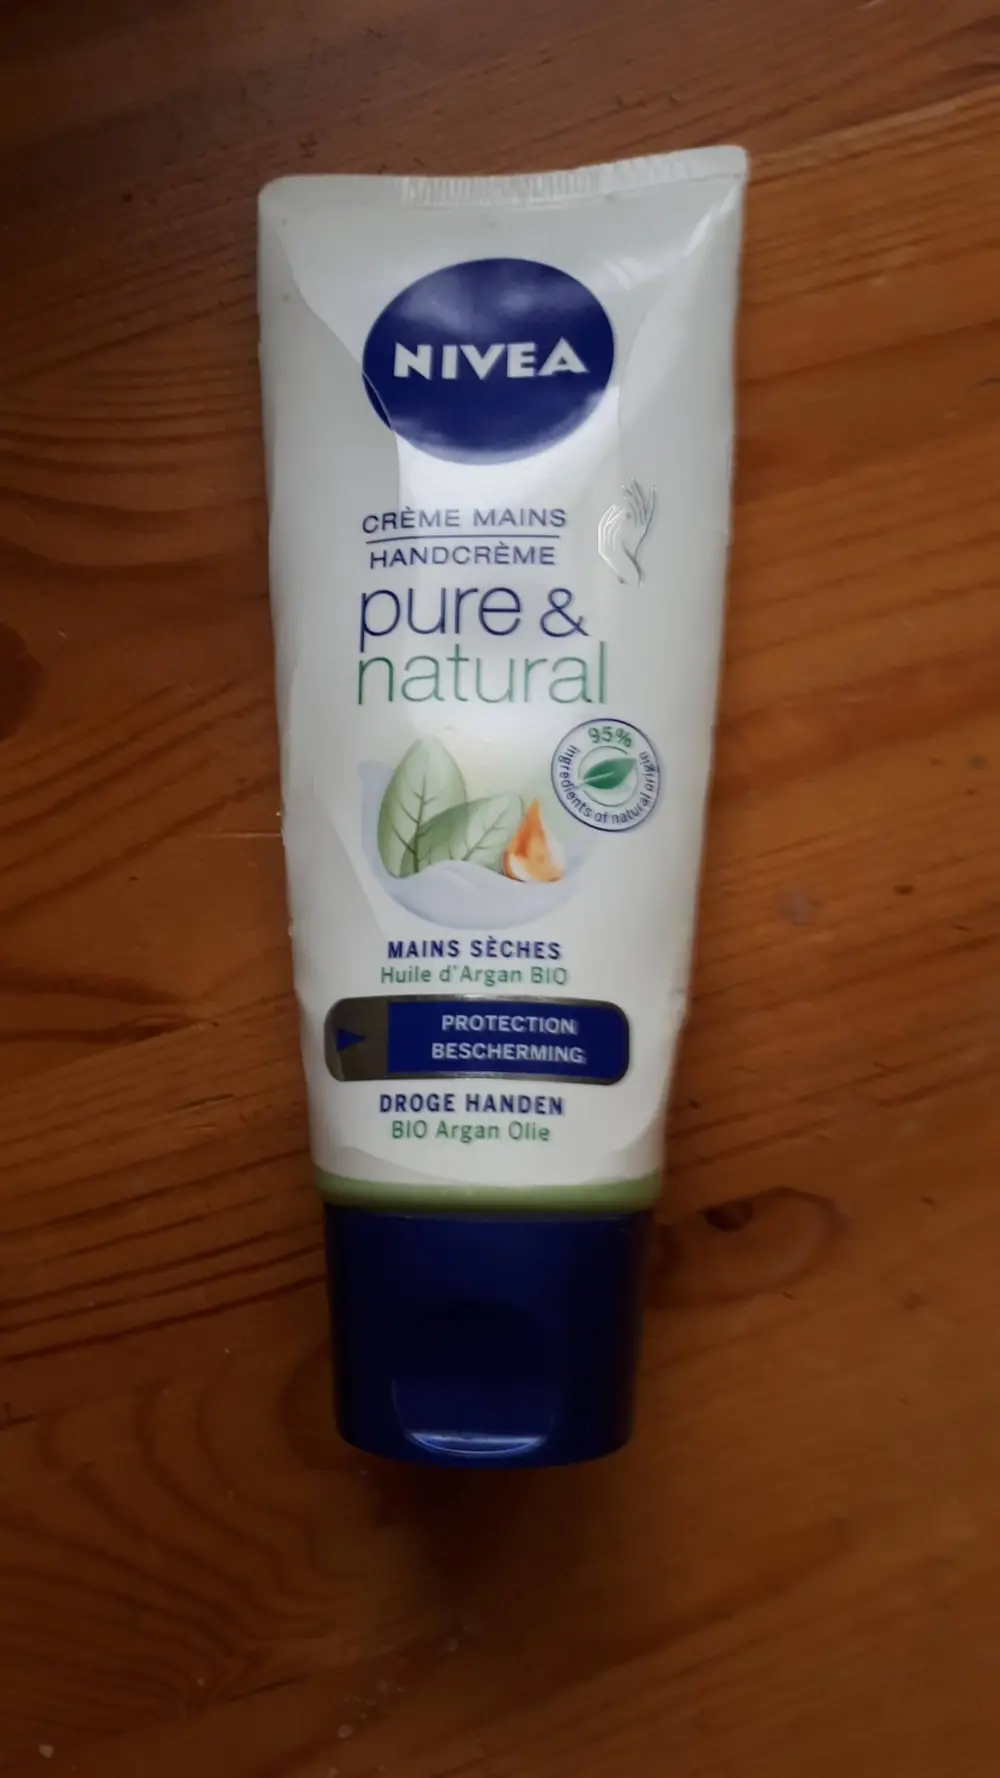 NIVEA
CRÈME MAINS
HANDCRÈME
pure &
natural
95%
ingredients of natural origin
MAINS SÈCHES
Huile d'Argan BIO
PROTECTION
BESCHERMING
DROGE HANDEN
BIO Argan Olie